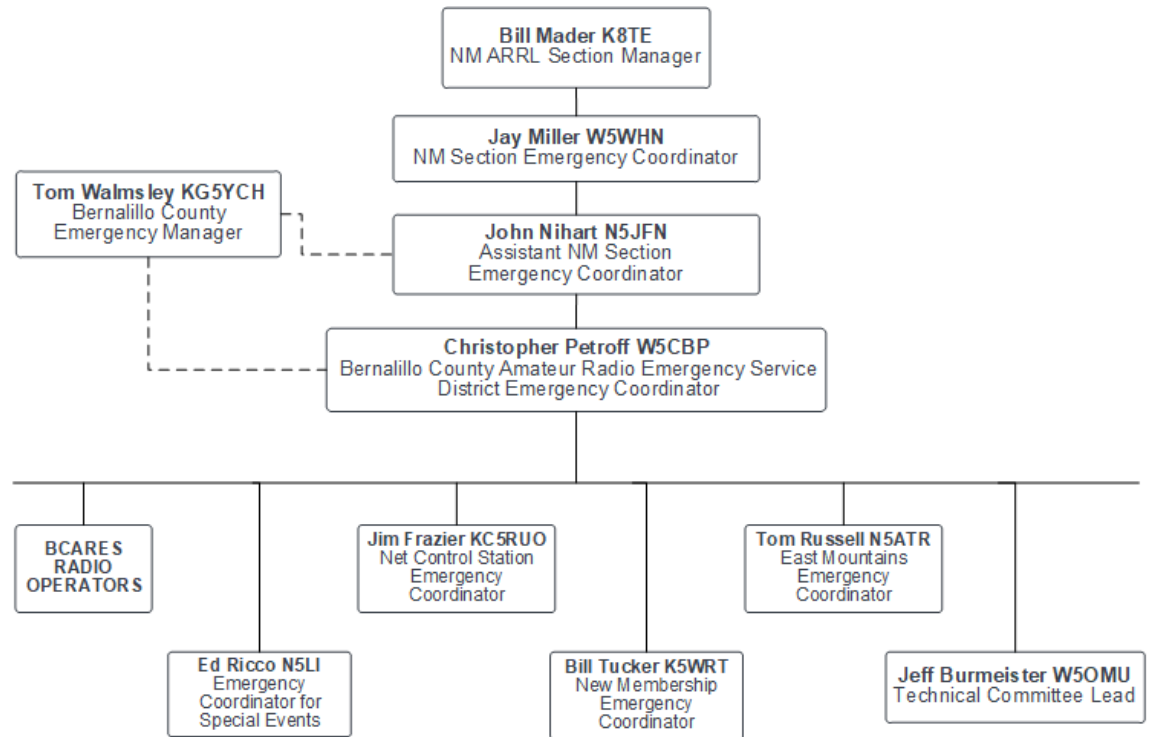 Bill Mader K8TE
NM ARRL Section Manager
Jay Miller W5WHN
NM Section Emergency Coordinator
Tom Walmsley KG5YCH
Bernalillo County
Emergency Manager
John Nihart N5JFN
Assistant NM Section
Emergency Coordinator
Christopher Petroff W5CBP
Bernalillo County Amateur Radio Emergency Service
District Emergency Coordinator
BCARES
RADIO
OPERATORS
Jim Frazier KC5RUO
Net Control Station
Emergency
Coordinator
Tom Russell N5ATR
East Mountains
Emergency
Coordinator
Ed Ricco N5LI
Emergency
Coordinator for
Special Events
Bill Tucker K5WRT
New Membership
Emergency
Coordinator
Jeff Burmeister W5OMU
Technical Committee Lead